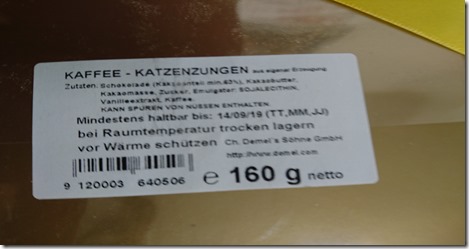 KAFFEE - KATZENZUNGEN aus eigener Erzeugung
Zutaten: Schokolade (Kakaoanteil min.63%), Kakaobutter,
Kakaomasse, Zucker, Emulgator: SOJALECITHIN,
Vanilleextrakt, Kaffee.
KANN SPUREN VON NÜSSEN ENTHALTEN.
Mindestens haltbar bis: 14/09/19 (TT,MM,JJ)
bei Raumtemperatur trocken lagern
vor Wärme schützen Ch. Demel's Söhne GmbH
http://www.demel.com
9 120003 640506 e 160 g netto